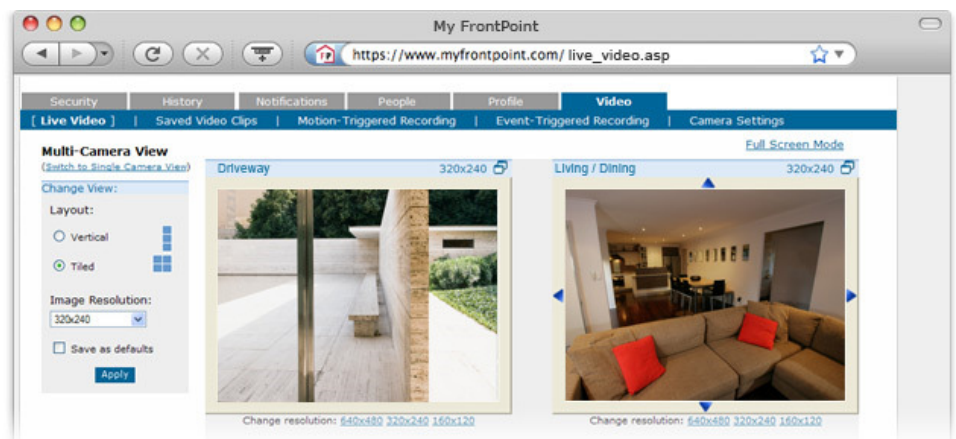 My FrontPoint
FP https://www.myfrontpoint.com/ live_video.asp
Security History Notifications People Profile Video
[ Live Video ] | Saved Video Clips | Motion-Triggered Recording | Event-Triggered Recording | Camera Settings
Full Screen Mode
Multi-Camera View
(Switch to Single Camera View)
Driveway 320x240
Living / Dining 320x240
Change View:
Layout:
Vertical
Tiled
Image Resolution:
320x240
Save as defaults
Apply
Change resolution: 640x480 320x240 160x120
Change resolution: 640x480 320x240 160x120